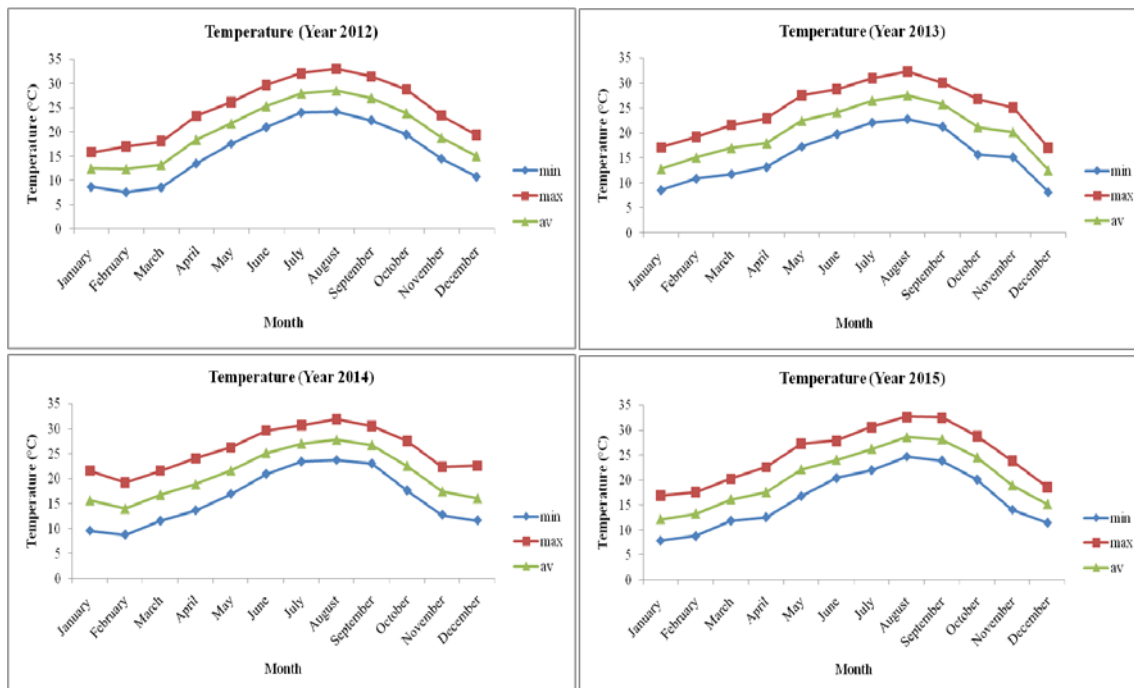 Temperature (Year 2012)
35
30
25
20
15
10
5
0
Temperature (°C)
January
February
March
April
May
June
July
August
September
October
November
December
Month
min
max
av
Temperature (Year 2013)
35
30
25
20
15
10
5
0
Temperature (°C)
January
February
March
April
May
June
July
August
September
October
November
December
Month
min
max
av
Temperature (Year 2014)
35
30
25
20
15
10
5
0
Temperature (°C)
January
February
March
April
May
June
July
August
September
October
November
December
Month
min
max
av
Temperature (Year 2015)
35
30
25
20
15
10
5
0
Temperature (°C)
January
February
March
April
May
June
July
August
September
October
November
December
Month
min
max
av